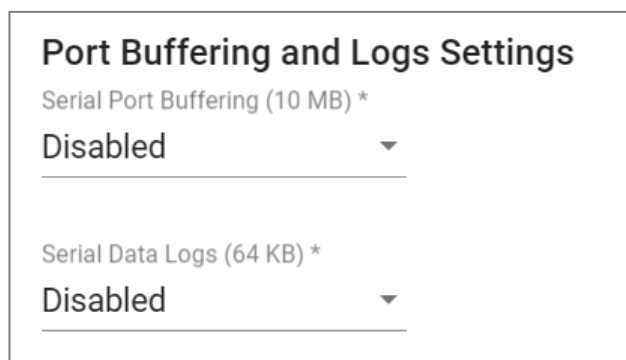 Port Buffering and Logs Settings
Serial Port Buffering (10 MB) *
Disabled
Serial Data Logs (64 KB) *
Disabled